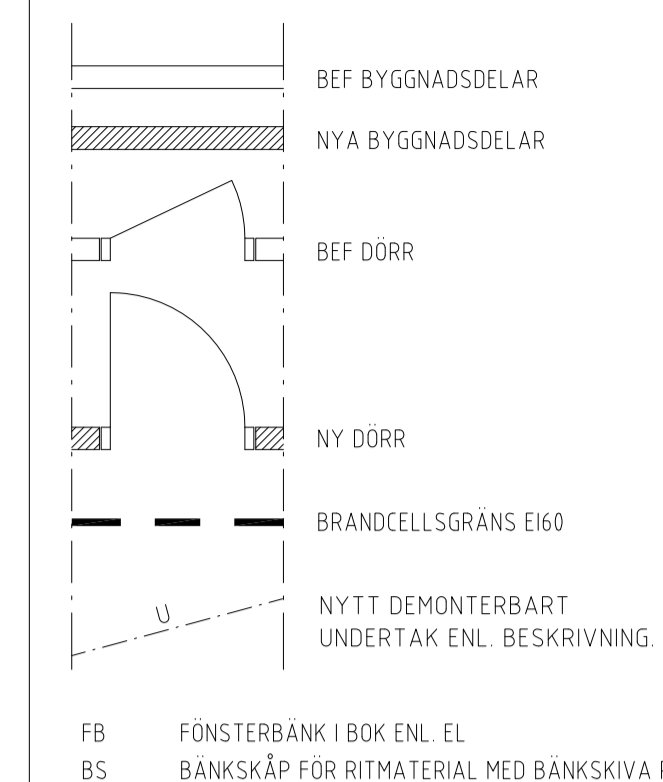 BEF BYGGNADSDELAR
NYA BYGGNADSDELAR
BEF DÖRR
NY DÖRR
BRANDCELLSGRÄNS EI60
U
NYTT DEMONTERBART
UNDERTAK ENL. BESKRIVNING.
FB FÖNSTERBÄNK I BOK ENL. EL
BS BÄNKSKÅP FÖR RITMATERIAL MED BÄNKSKIVA